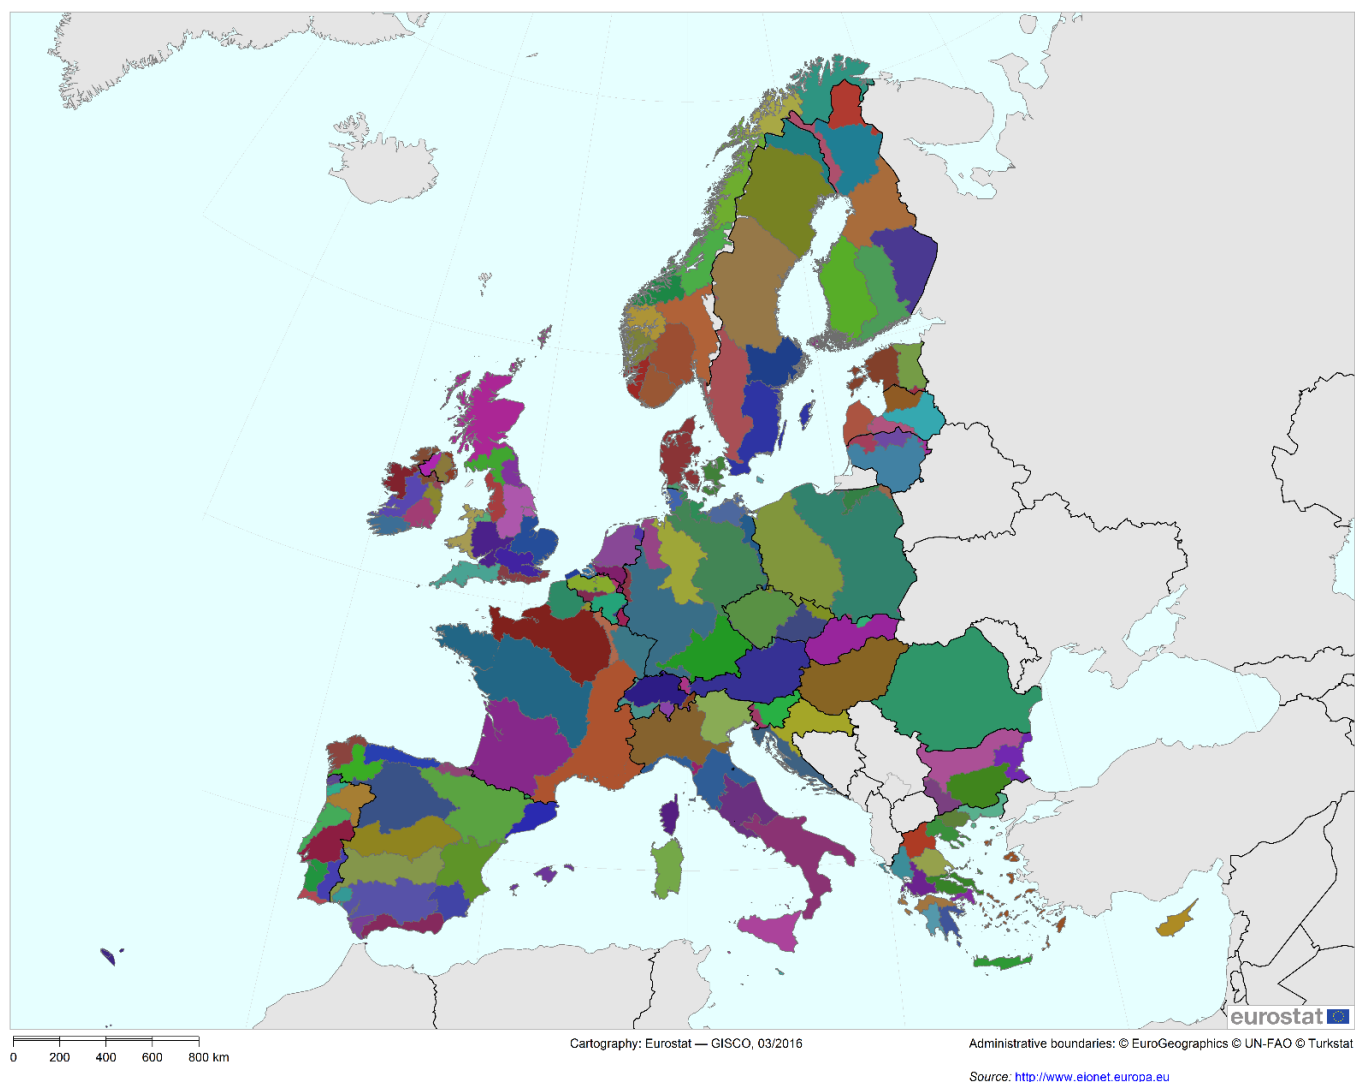 eurostat
0 200 400 600 800 km
Cartography: Eurostat — GISCO, 03/2016
Administrative boundaries: © EuroGeographics © UN-FAO © Turkstat
Source: http://www.eionet.europa.eu